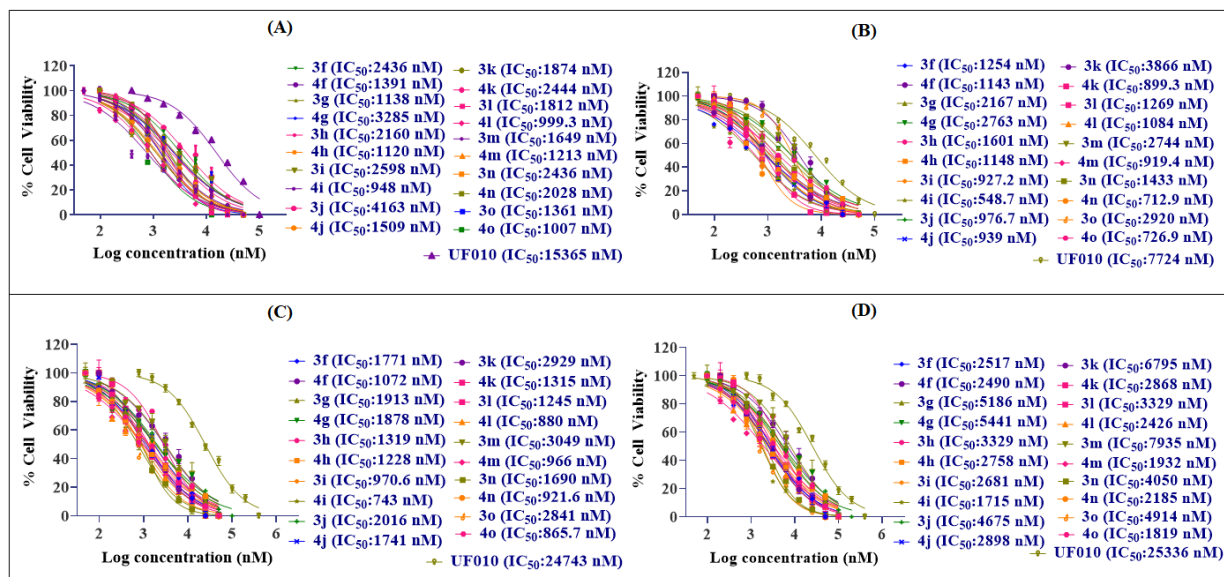 (A)
% Cell Viability
120
100
80
60
40
20
0
2
3
4
5
Log concentration (nM)
3f (IC50:2436 nM)
4f (IC50:1391 nM)
3g (IC50:1138 nM)
4g (IC50:3285 nM)
3h (IC50:2160 nM)
4h (IC50:1120 nM)
3i (IC50:2598 nM)
4i (IC50:948 nM)
3j (IC50:4163 nM)
4j (IC50:1509 nM)
3k (IC50:1874 nM)
4k (IC50:2444 nM)
3l (IC50:1812 nM)
4l (IC50:999.3 nM)
3m (IC50:1649 nM)
4m (IC50:1213 nM)
3n (IC50:2436 nM)
4n (IC50:2028 nM)
3o (IC50:1361 nM)
4o (IC50:1007 nM)
UF010 (IC50:15365 nM)
(B)
% Cell Viability
120
100
80
60
40
20
0
2
3
4
5
Log concentration (nM)
3f (IC50:1254 nM)
4f (IC50:1143 nM)
3g (IC50:2167 nM)
4g (IC50:2763 nM)
3h (IC50:1601 nM)
4h (IC50:1148 nM)
3i (IC50:927.2 nM)
4i (IC50:548.7 nM)
3j (IC50:976.7 nM)
4j (IC50:939 nM)
3k (IC50:3866 nM)
4k (IC50:899.3 nM)
3l (IC50:1269 nM)
4l (IC50:1084 nM)
3m (IC50:2744 nM)
4m (IC50:919.4 nM)
3n (IC50:1433 nM)
4n (IC50:712.9 nM)
3o (IC50:2920 nM)
4o (IC50:726.9 nM)
UF010 (IC50:7724 nM)
(C)
% Cell Viability
120
100
80
60
40
20
0
2
3
4
5
6
Log concentration (nM)
3f (IC50:1771 nM)
4f (IC50:1072 nM)
3g (IC50:1913 nM)
4g (IC50:1878 nM)
3h (IC50:1319 nM)
4h (IC50:1228 nM)
3i (IC50:970.6 nM)
4i (IC50:743 nM)
3j (IC50:2016 nM)
4j (IC50:1741 nM)
3k (IC50:2929 nM)
4k (IC50:1315 nM)
3l (IC50:1245 nM)
4l (IC50:880 nM)
3m (IC50:3049 nM)
4m (IC50:966 nM)
3n (IC50:1690 nM)
4n (IC50:921.6 nM)
3o (IC50:2841 nM)
4o (IC50:865.7 nM)
UF010 (IC50:24743 nM)
(D)
% Cell Viability
120
100
80
60
40
20
0
2
3
4
5
6
Log concentration (nM)
3f (IC50:2517 nM)
4f (IC50:2490 nM)
3g (IC50:5186 nM)
4g (IC50:5441 nM)
3h (IC50:3329 nM)
4h (IC50:2758 nM)
3i (IC50:2681 nM)
4i (IC50:1715 nM)
3j (IC50:4675 nM)
4j (IC50:2898 nM)
3k (IC50:6795 nM)
4k (IC50:2868 nM)
3l (IC50:3329 nM)
4l (IC50:2426 nM)
3m (IC50:7935 nM)
4m (IC50:1932 nM)
3n (IC50:4050 nM)
4n (IC50:2185 nM)
3o (IC50:4914 nM)
4o (IC50:1819 nM)
UF010 (IC50:25336 nM)